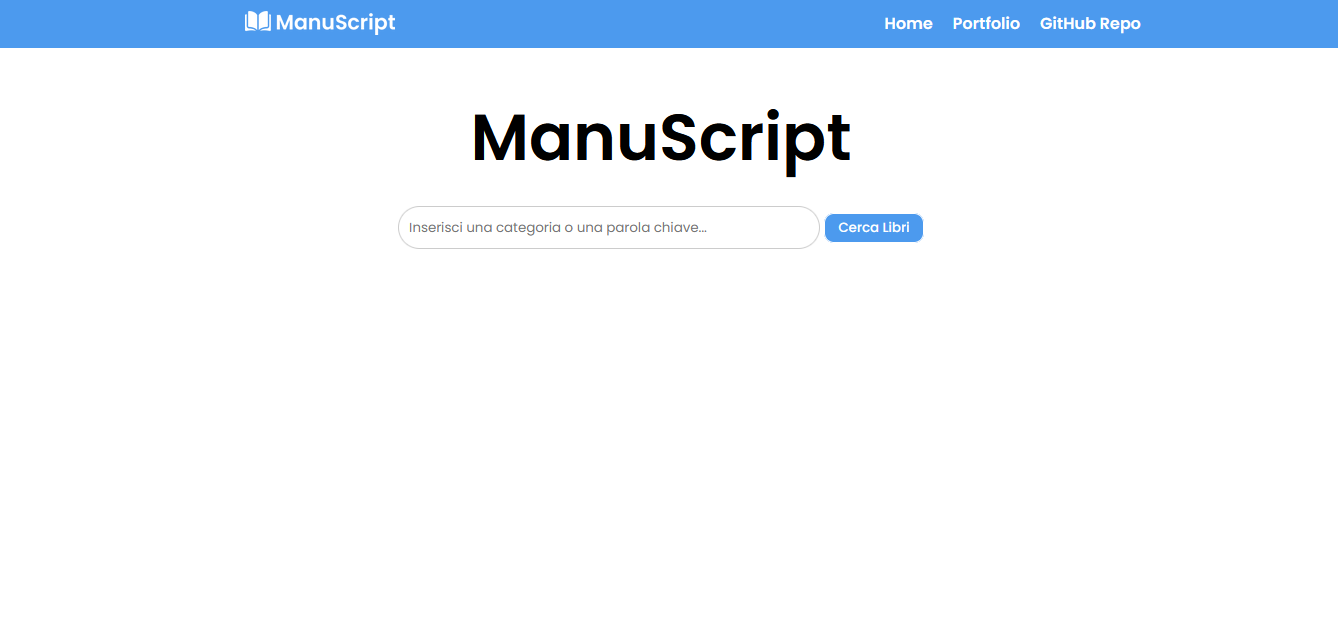 ManuScript
Home Portfolio GitHub Repo
ManuScript
Inserisci una categoria o una parola chiave...
Cerca Libri